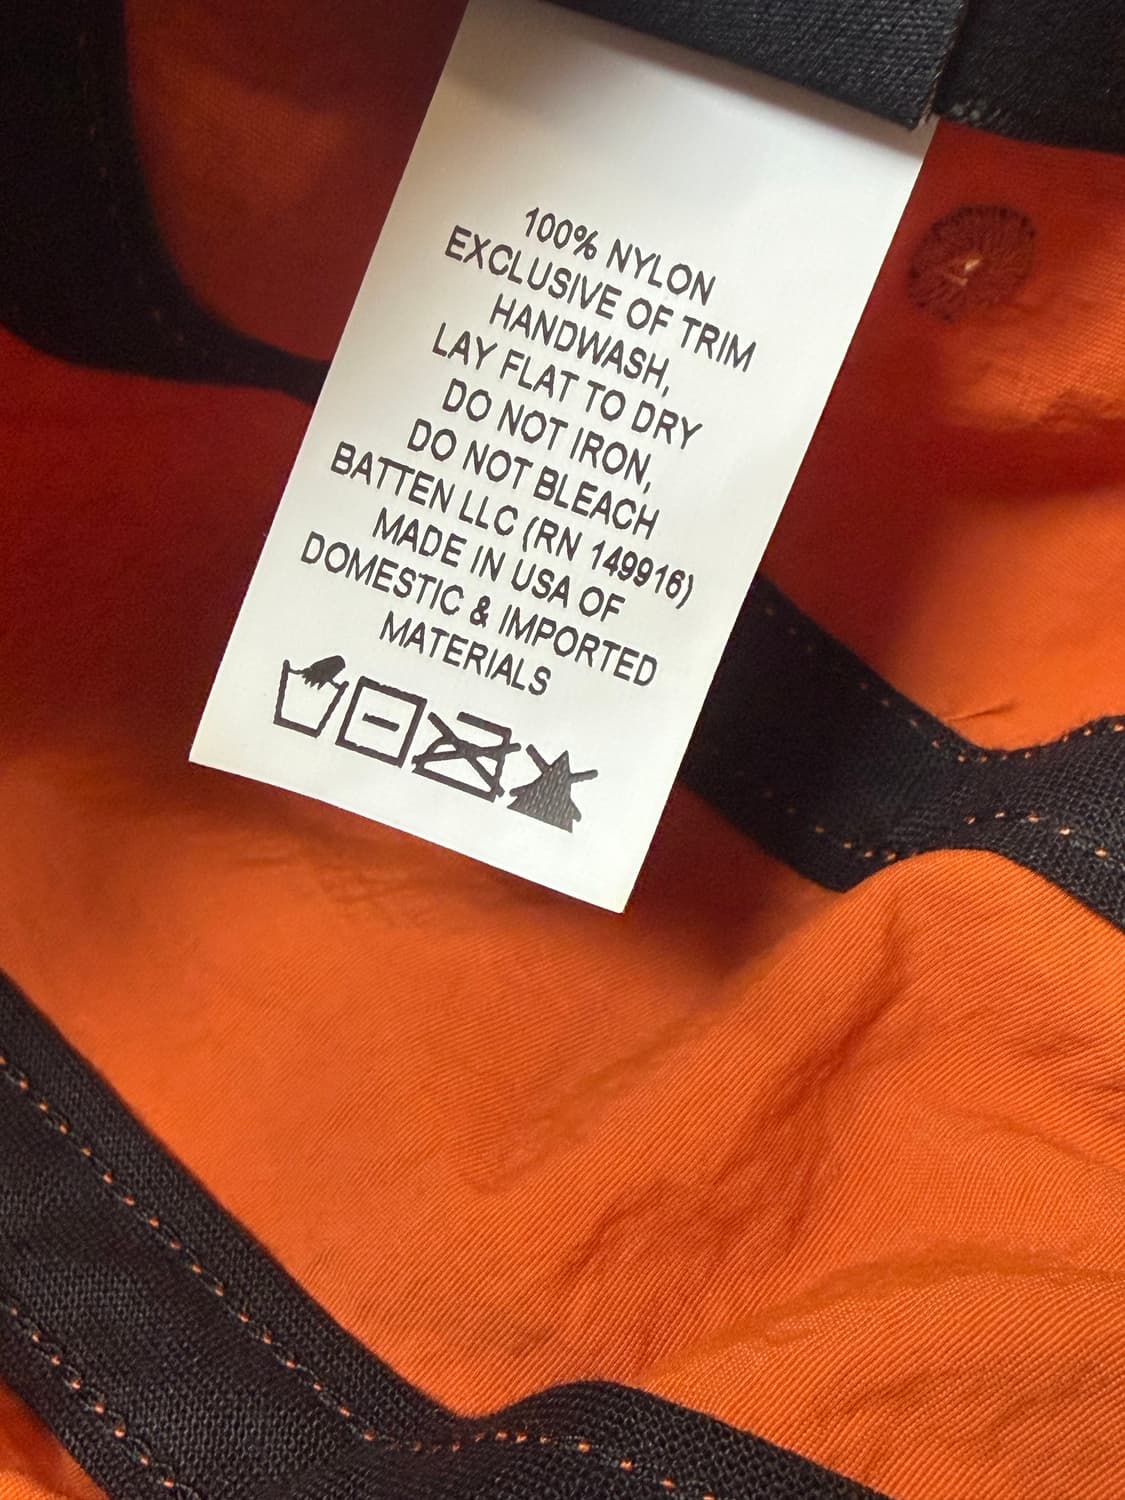 100% NYLON
EXCLUSIVE OF TRIM
HANDWASH,
LAY FLAT TO DRY
DO NOT IRON,
DO NOT BLEACH
BATTEN LLC (RN 149916)
MADE IN USA OF
DOMESTIC & IMPORTED
MATERIALS